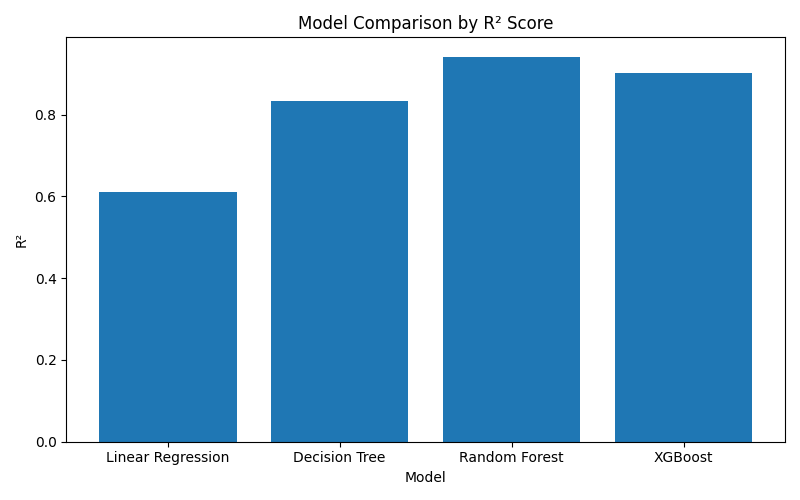 Model Comparison by R² Score
R²
0.8
0.6
0.4
0.2
0.0
Linear Regression
Decision Tree
Random Forest
XGBoost
Model